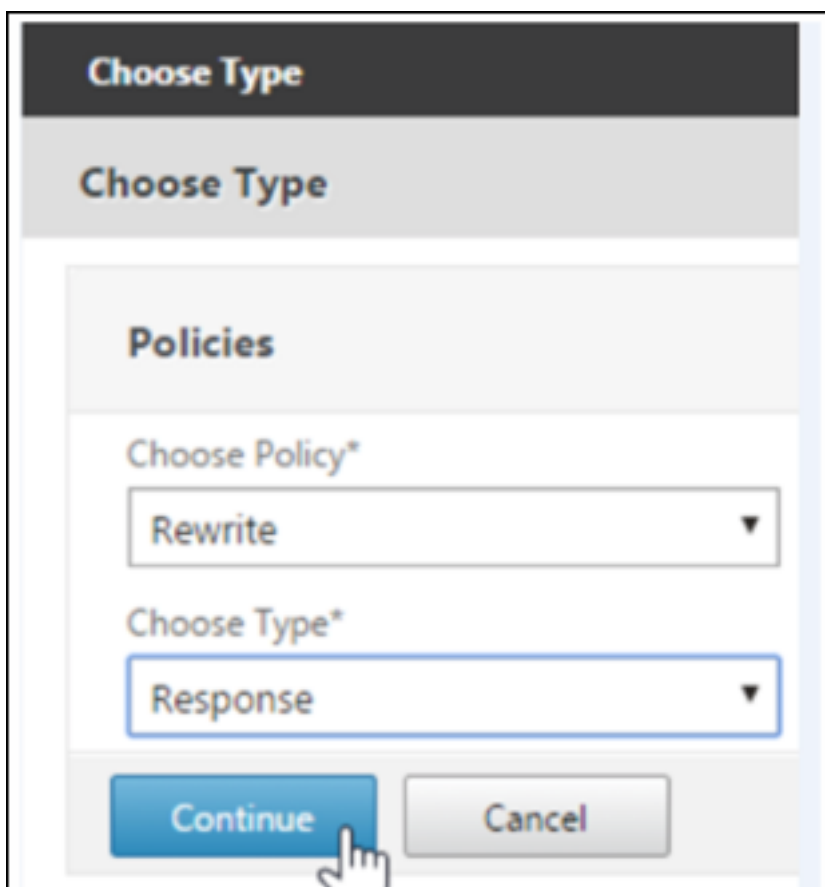 Choose Type
Choose Type
Policies
Choose Policy*
Rewrite
Choose Type*
Response
Continue Cancel